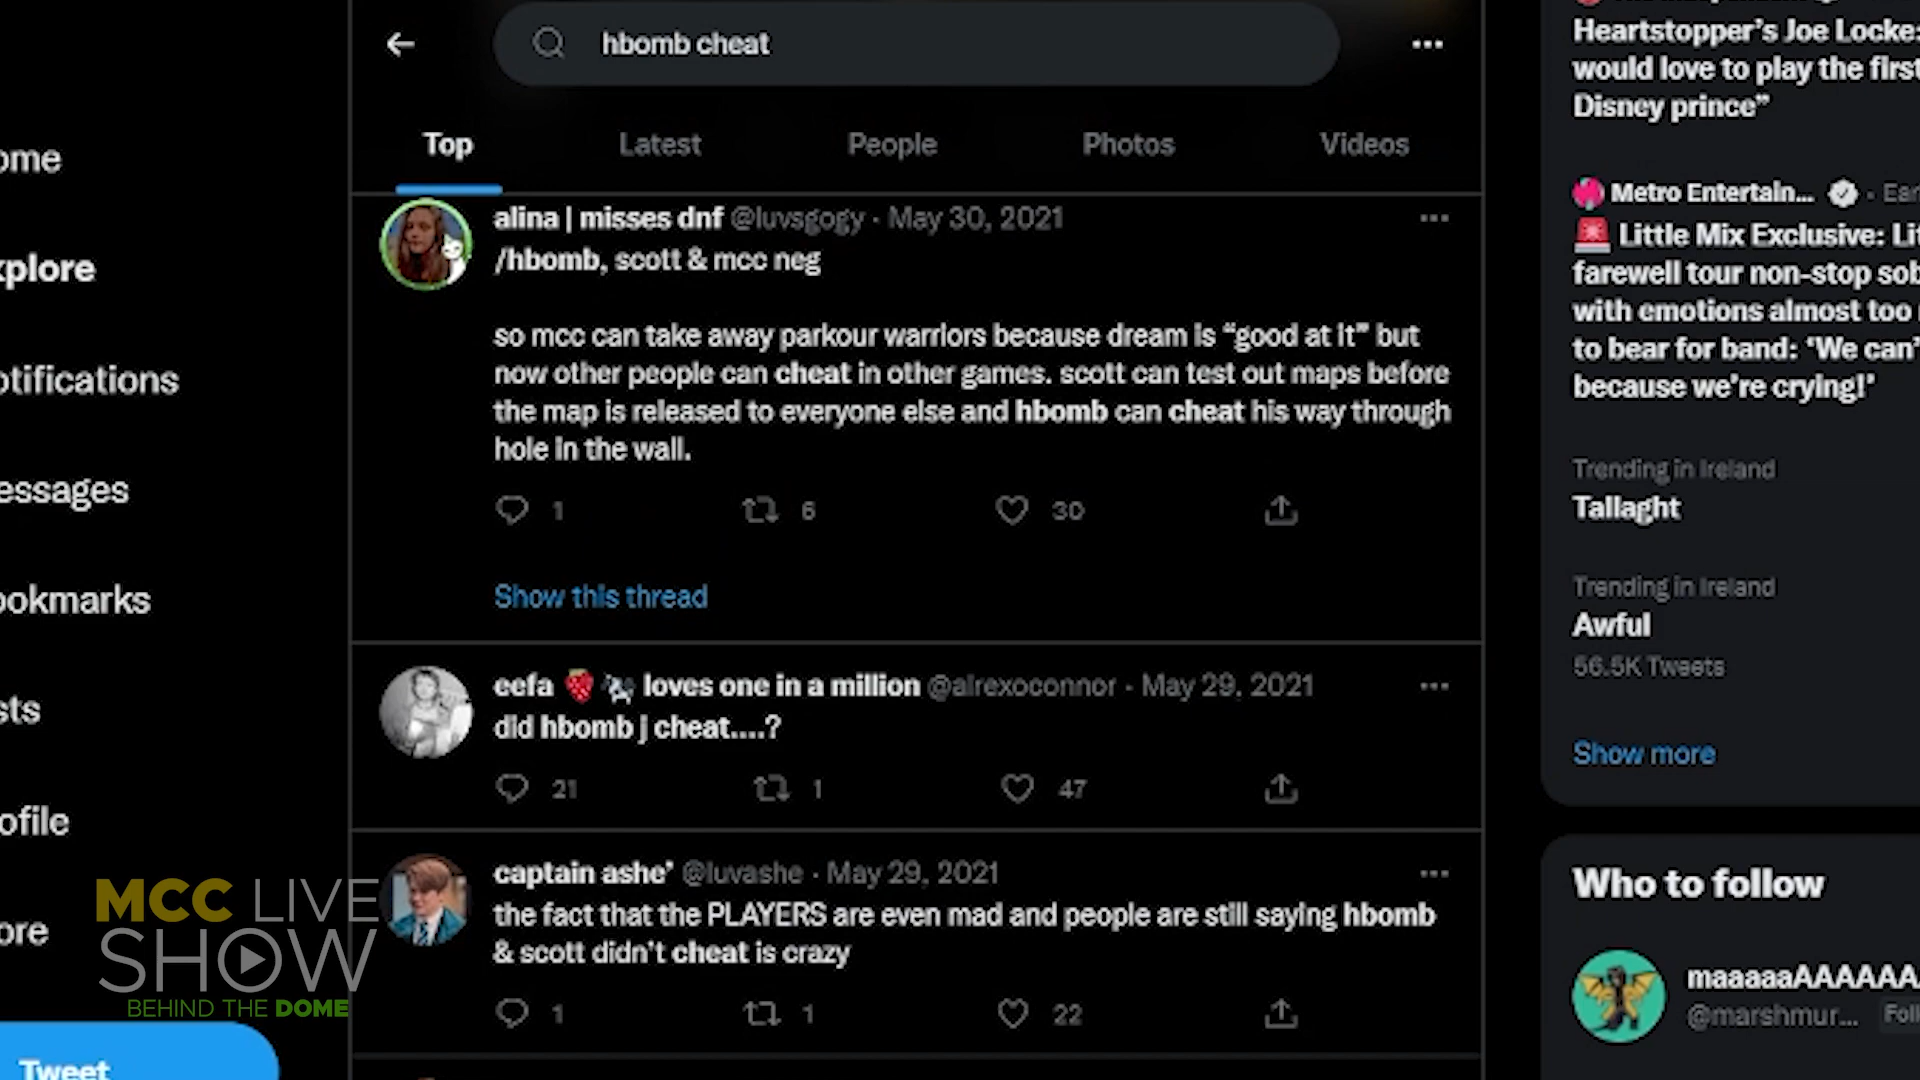 hbomb cheat
Top
Latest
People
Photos
Videos
ome
xplore
otifications
essages
ookmarks
sts
ofile
ore
Tweet
alina | misses dnf @luvsgogy · May 30, 2021
/hbomb, scott & mcc neg
so mcc can take away parkour warriors because dream is “good at it” but
now other people can cheat in other games. scott can test out maps before
the map is released to everyone else and hbomb can cheat his way through
hole in the wall.
1
6
30
Show this thread
eefa loves one in a million @alrexoconnor · May 29, 2021
did hbomb j cheat....?
21
1
47
captain ashe' @luvashe · May 29, 2021
the fact that the PLAYERS are even mad and people are still saying hbomb
& scott didn't cheat is crazy
1
1
22
Heartstopper's Joe Locke:
would love to play the first
Disney prince”
Metro Entertain... · Ear
Little Mix Exclusive: Lit
farewell tour non-stop sob
with emotions almost too
to bear for band: 'We can'
because we're crying!'
Trending in Ireland
Tallaght
Trending in Ireland
Awful
56.5K Tweets
Show more
Who to follow
maaaaaAAAAAA
@marshmur...
Foll
MCC LIVE
SHOW
BEHIND THE DOME